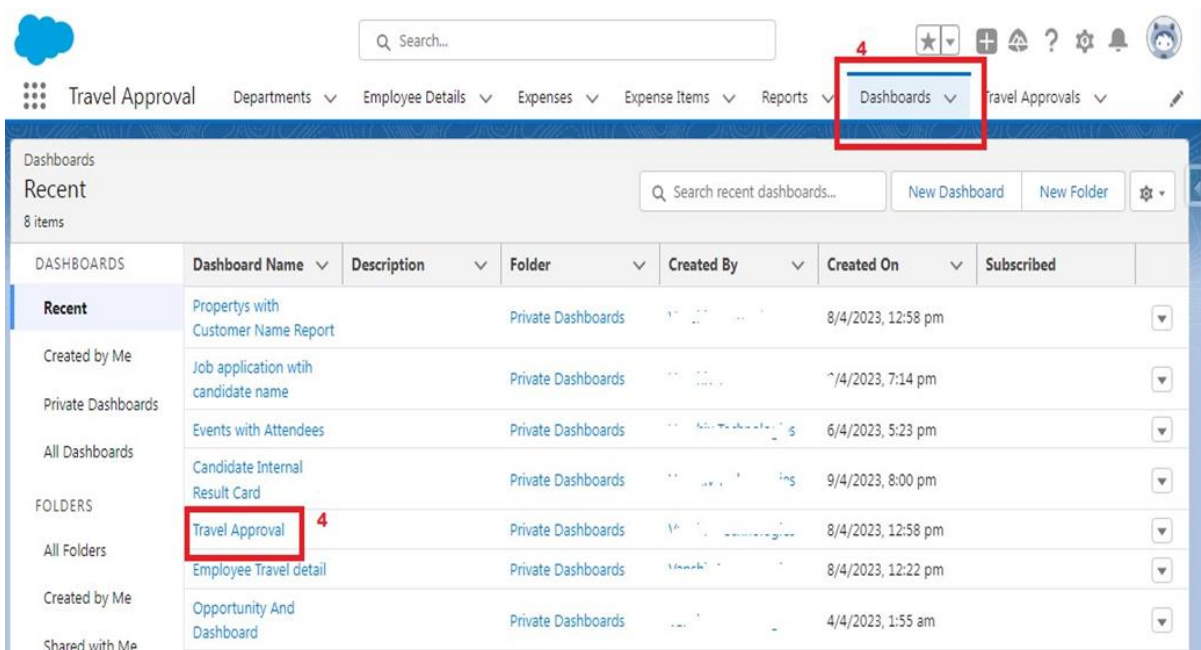 Search...
4
Travel Approval Departments Employee Details Expenses Expense Items Reports Dashboards Travel Approvals
Dashboards
Recent
8 items
Search recent dashboards... New Dashboard New Folder
DASHBOARDS Dashboard Name Description Folder Created By Created On Subscribed
Recent
Propertys with
Customer Name Report
Private Dashboards 8/4/2023, 12:58 pm
Created by Me
Job application wtih
candidate name
Private Dashboards /4/2023, 7:14 pm
Private Dashboards
Events with Attendees Private Dashboards 6/4/2023, 5:23 pm
All Dashboards
Candidate Internal
Result Card
Private Dashboards 9/4/2023, 8:00 pm
FOLDERS
Travel Approval 4 Private Dashboards 8/4/2023, 12:58 pm
All Folders
Employee Travel detail Private Dashboards 8/4/2023, 12:22 pm
Created by Me
Opportunity And
Dashboard
Private Dashboards 4/4/2023, 1:55 am
Shared with Me